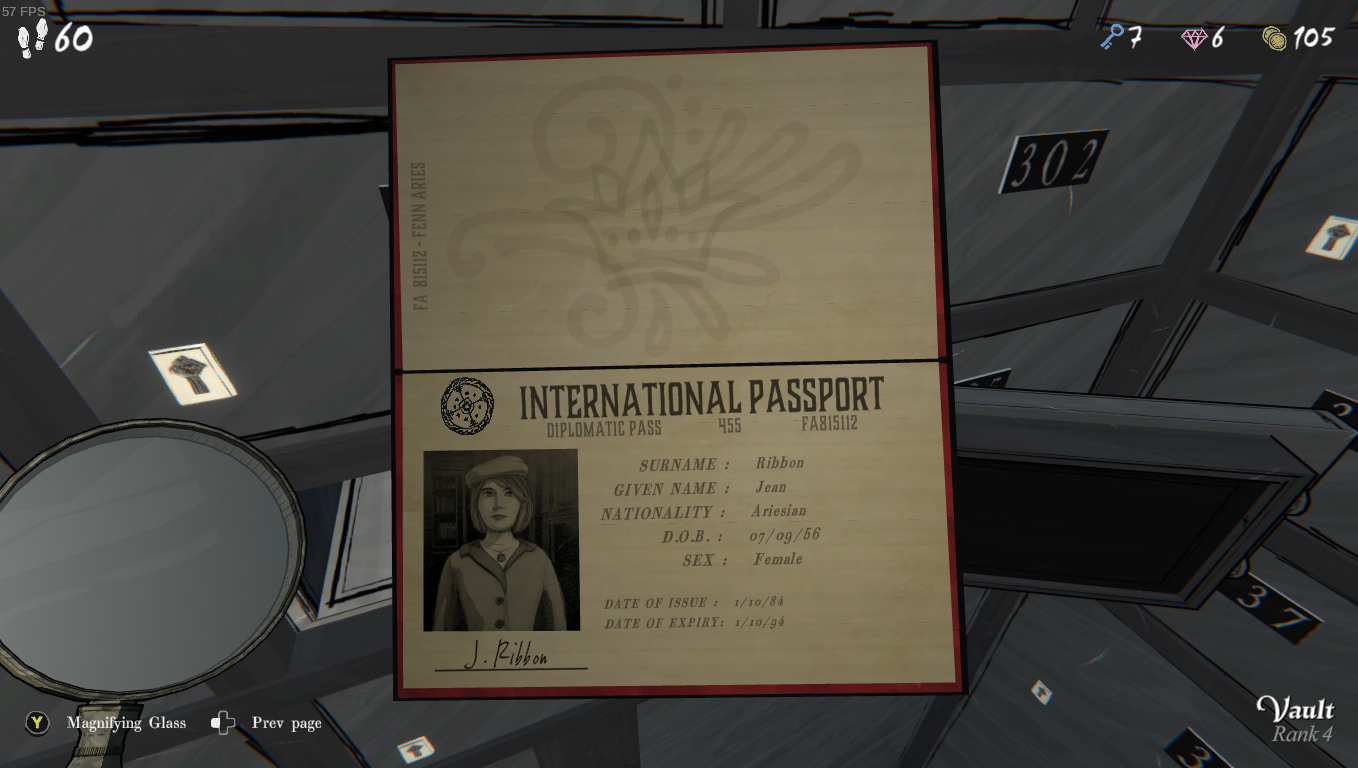 57 FPS
60
7
6
105
302
FA 815112 - FENN ARIES
INTERNATIONAL PASSPORT
DIPLOMATIC PASS 455 FA815112
SURNAME : Ribbon
GIVEN NAME : Jean
NATIONALITY : Ariesian
D.O.B. : 07/09/56
SEX : Female
DATE OF ISSUE : 1/10/84
DATE OF EXPIRY: 1/10/94
J. Ribbon
37
3
Y Magnifying Glass Prev page
Vault
Rank 4